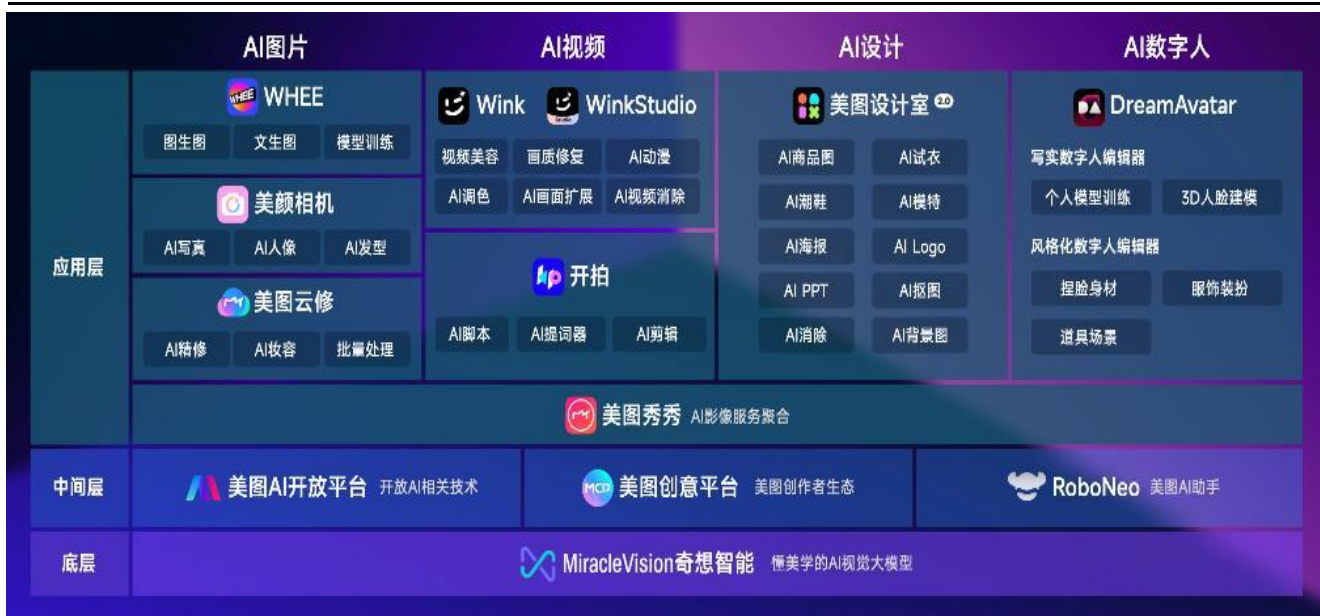 AI图片
AI视频
AI设计
AI数字人
应用层
WHEE WHEE
图生图 文生图 模型训练
美颜相机
AI写真 AI人像 AI发型
美图云修
AI精修 AI妆容 批量处理
Wink WinkStudio
视频美容 画质修复 AI动漫
AI调色 AI画面扩展 AI视频消除
开拍
AI脚本 AI提词器 AI剪辑
美图设计室 2.0
AI商品图 AI试衣
AI潮鞋 AI模特
AI海报 AI Logo
AI PPT AI抠图
AI消除 AI背景图
DreamAvatar
写实数字人编辑器
个人模型训练 3D人脸建模
风格化数字人编辑器
捏脸身材 服饰装扮
道具场景
美图秀秀 AI影像服务聚合
中间层
美图AI开放平台 开放AI相关技术
MCP 美图创意平台 美图创作者生态
RoboNeo 美图AI助手
底层
MiracleVision奇想智能 懂美学的AI视觉大模型